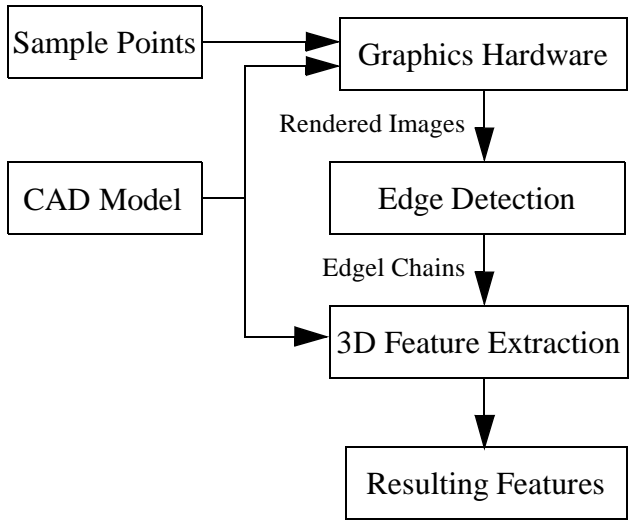 Sample Points
Graphics Hardware
Rendered Images
CAD Model
Edge Detection
Edgel Chains
3D Feature Extraction
Resulting Features